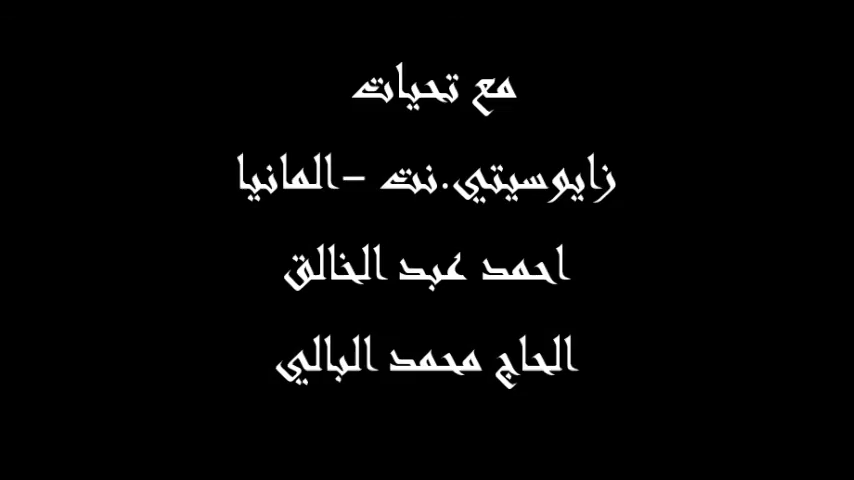 مع تحيات
زايوسيتي.نت -المانيا
احمد عبد الخالق
الحاج محمد البالي